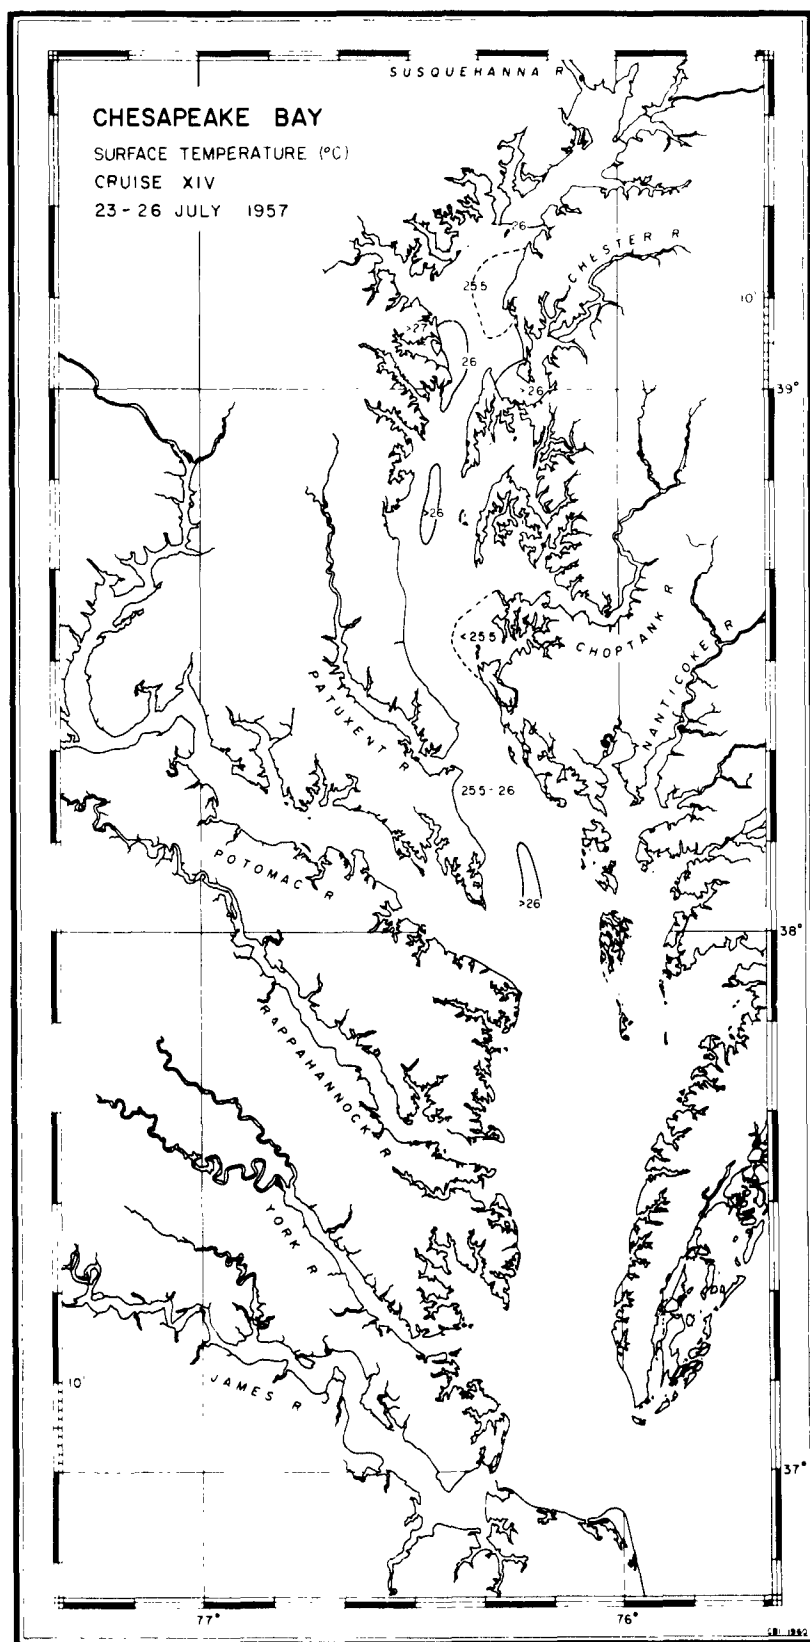 SUSQUEHANNA R
CHESAPEAKE BAY
SURFACE TEMPERATURE (°C)
CRUISE XIV
23-26 JULY 1957
26
CHESTER R
25.5
10'
>27
26
>26
39°
>26
<25.5
CHOPTANK R
NANTICOKE R
PATUXENT R
25.5-26
POTOMAC R
>26
38°
RAPPAHANNOCK R
YORK R
10'
JAMES R
37°
77°
76°